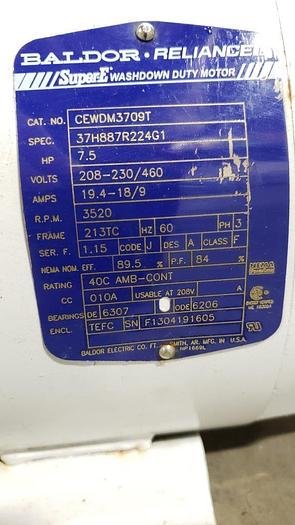 BALDOR · RELIANCE
Super-E WASHDOWN DUTY MOTOR
CAT. NO. CEWDM3709T
SPEC. 37H887R224G1
HP 7.5
VOLTS 208-230/460
AMPS 19.4-18/9
R.P.M. 3520
FRAME 213TC HZ 60 PH 3
SER. F. 1.15 CODE J DES A CLASS F
NEMA NOM. EFF. 89.5 % P.F. 84 %
RATING 40C AMB-CONT
CC 010A USABLE AT 208V A
BEARINGS DE 6307 ODE 6206
ENCL. TEFC SN F1304191605
BALDOR ELECTRIC CO. FT. SMITH, AR. MFG. IN U.S.A.
NP1669L